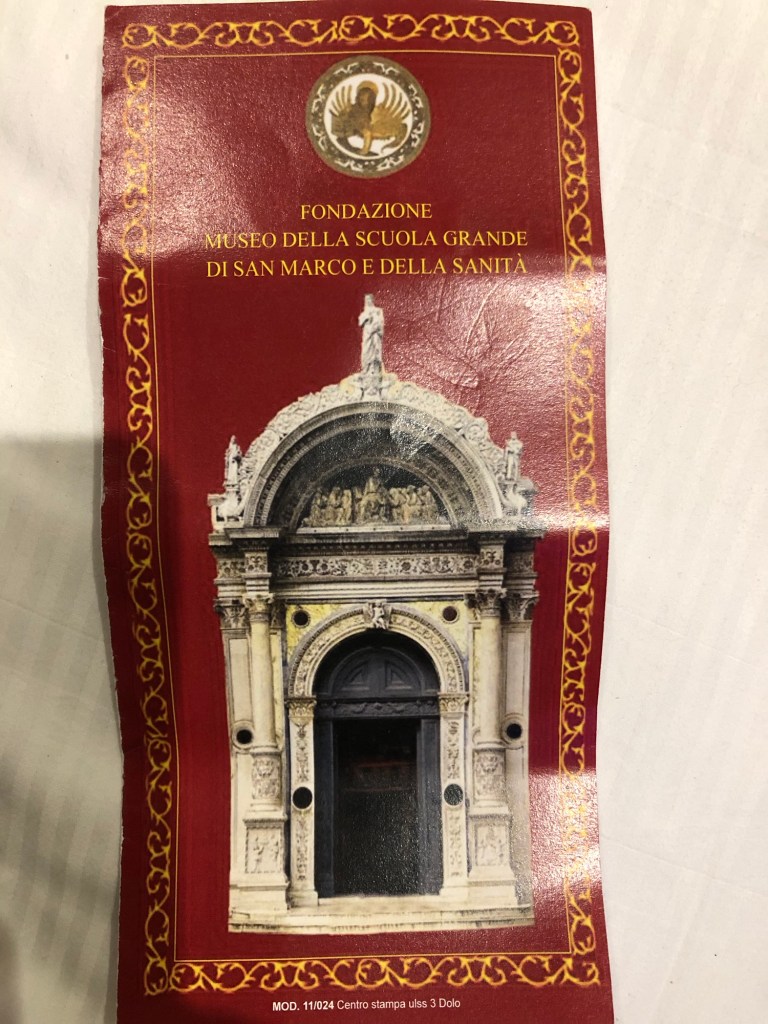 FONDAZIONE
MUSEO DELLA SCUOLA GRANDE
DI SAN MARCO E DELLA SANITÀ
MOD. 11/024 Centro stampa ulss 3 Dolo